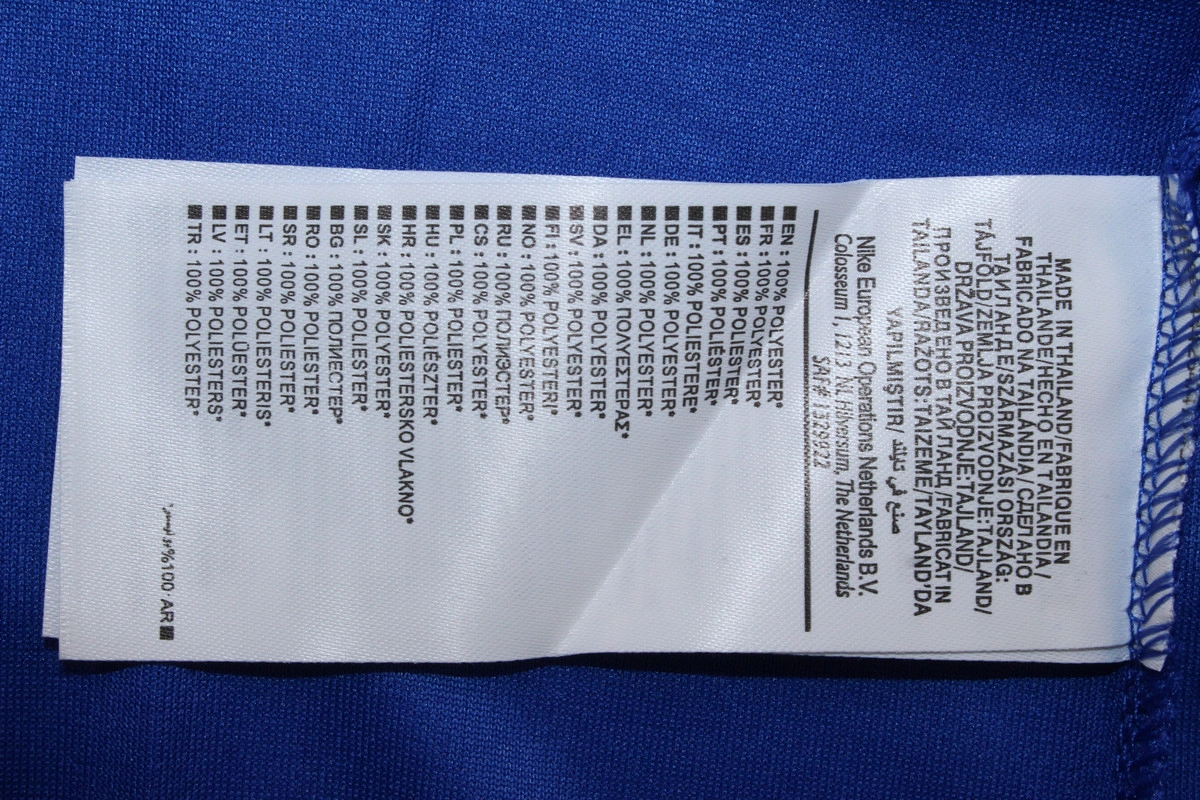 MADE IN THAILAND/FABRIQUE EN
THAILANDE/HECHO EN TAILANDIA/
FABRICADO NA TAILÂNDIA/ СДЕЛАНО В
ТАИЛАНДЕ/SZÁRMAZÁSI ORSZÁG:
TÁJFÖLD/ZEMLJA PROIZVODNJE:TAJLAND/
DRŽAVA PROIZVODNJE:TAJLAND/
ПРОИЗВЕДЕНО В ТАЙ ЛАНД /FABRICAT IN
TAILANDA/RAŽOTS:TAIZEME/TAYLAND'DA
YAPILMIŞTIR/ صنع في تايلند
Nike European Operations Netherlands B.V.
Colosseum 1, 1213 NL Hilversum, The Netherlands
SAF# 1329922
EN : 100% POLYESTER*
FR : 100% POLYESTER*
ES : 100% POLIÉSTER*
PT : 100% POLIÉSTER*
IT : 100% POLIESTERE*
DE : 100% POLYESTER*
NL : 100% POLYESTER*
EL : 100% ΠΟΛΥΕΣΤΕΡΑΣ*
DA : 100% POLYESTER*
SV : 100% POLYESTER*
FI : 100% POLYESTERI*
NO : 100% POLYESTER*
RU : 100% ПОЛИЭСТЕР*
CS : 100% POLYESTER*
PL : 100% POLIESTER*
HU : 100% POLIÉSZTER*
HR : 100% POLIESTERSKO VLAKNO*
SK : 100% POLYESTER*
SL : 100% POLIESTER*
BG : 100% ПОЛИЕСТЕР*
RO : 100% POLIESTER*
SR : 100% POLIESTER*
LT : 100% POLIESTERIS*
ET : 100% POLÜESTER*
LV : 100% POLIESTERS*
TR : 100% POLYESTER*
AR · 100%